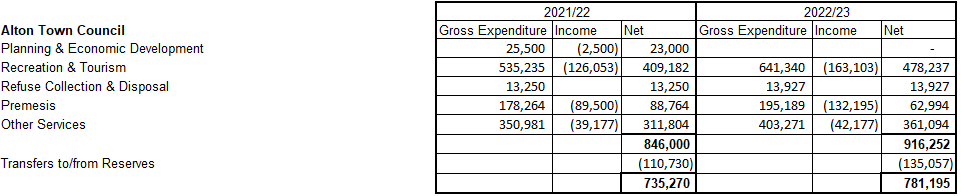 2021/22 2022/23
Alton Town Council Gross Expenditure Income Net Gross Expenditure Income Net
Planning & Economic Development 25,500 (2,500) 23,000 -
Recreation & Tourism 535,235 (126,053) 409,182 641,340 (163,103) 478,237
Refuse Collection & Disposal 13,250 13,250 13,927 13,927
Premesis 178,264 (89,500) 88,764 195,189 (132,195) 62,994
Other Services 350,981 (39,177) 311,804 403,271 (42,177) 361,094
846,000 916,252
Transfers to/from Reserves (110,730) (135,057)
735,270 781,195